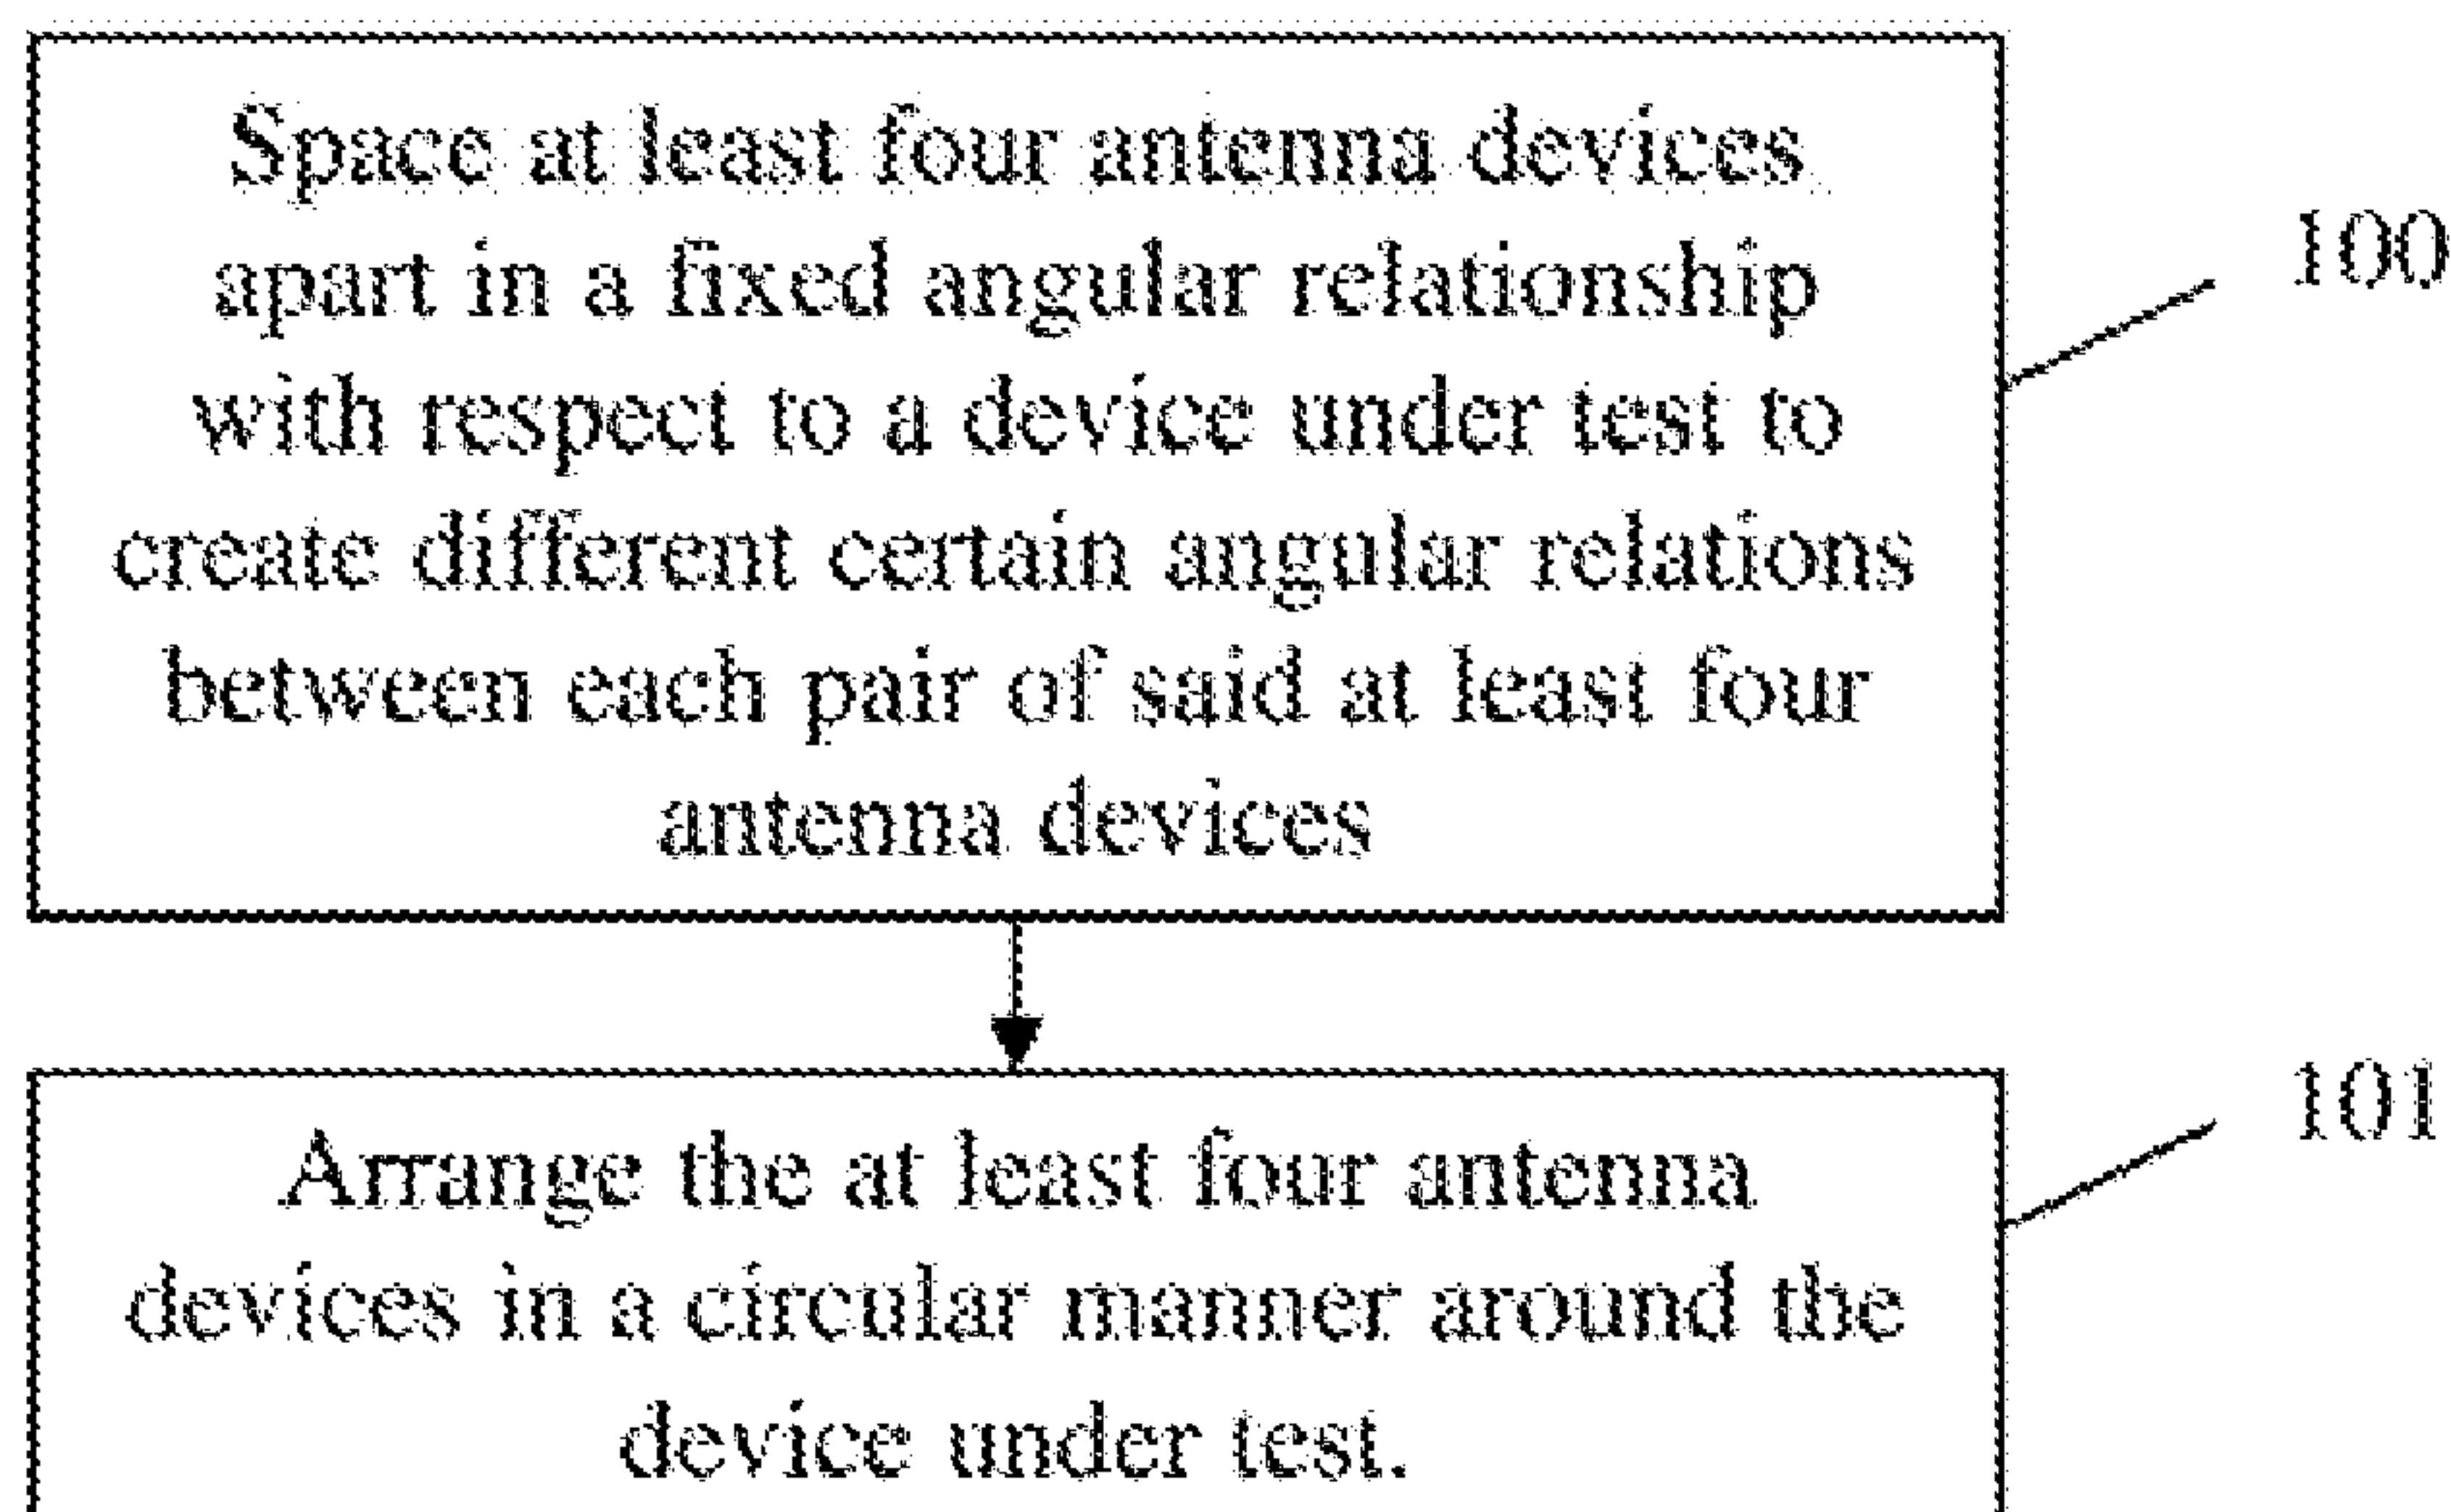 Space at least four antenna devices
apart in a fixed angular relationship
with respect to a device under test to
create different certain angular relations
between each pair of said at least four
antenna devices
100
Arrange the at least four antenna
devices in a circular manner around the
device under test.
101